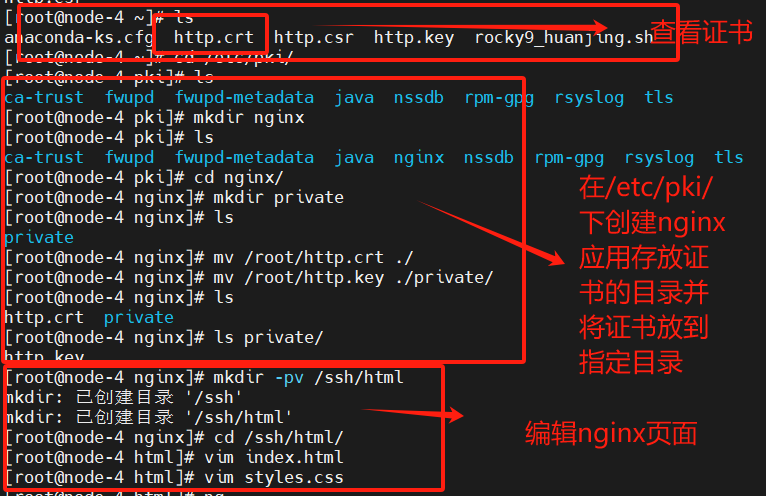 [root@node-4 ~]# ls
anaconda-ks.cfg http.crt http.csr http.key rocky9_huanjing.sh
查看证书
[root@node-4 ~]# cd /etc/pki/
[root@node-4 pki]# ls
ca-trust fwupd fwupd-metadata java nssdb rpm-gpg rsyslog tls
[root@node-4 pki]# mkdir nginx
[root@node-4 pki]# ls
ca-trust fwupd fwupd-metadata java nginx nssdb rpm-gpg rsyslog tls
[root@node-4 pki]# cd nginx/
[root@node-4 nginx]# mkdir private
[root@node-4 nginx]# ls
private
[root@node-4 nginx]# mv /root/http.crt ./
[root@node-4 nginx]# mv /root/http.key ./private/
[root@node-4 nginx]# ls
http.crt private
[root@node-4 nginx]# ls private/
http.key
在/etc/pki/
下创建nginx
应用存放证
书的目录并
将证书放到
指定目录
[root@node-4 nginx]# mkdir -pv /ssh/html
mkdir: 已创建目录 '/ssh'
mkdir: 已创建目录 '/ssh/html'
[root@node-4 nginx]# cd /ssh/html/
[root@node-4 html]# vim index.html
[root@node-4 html]# vim styles.css
编辑nginx页面